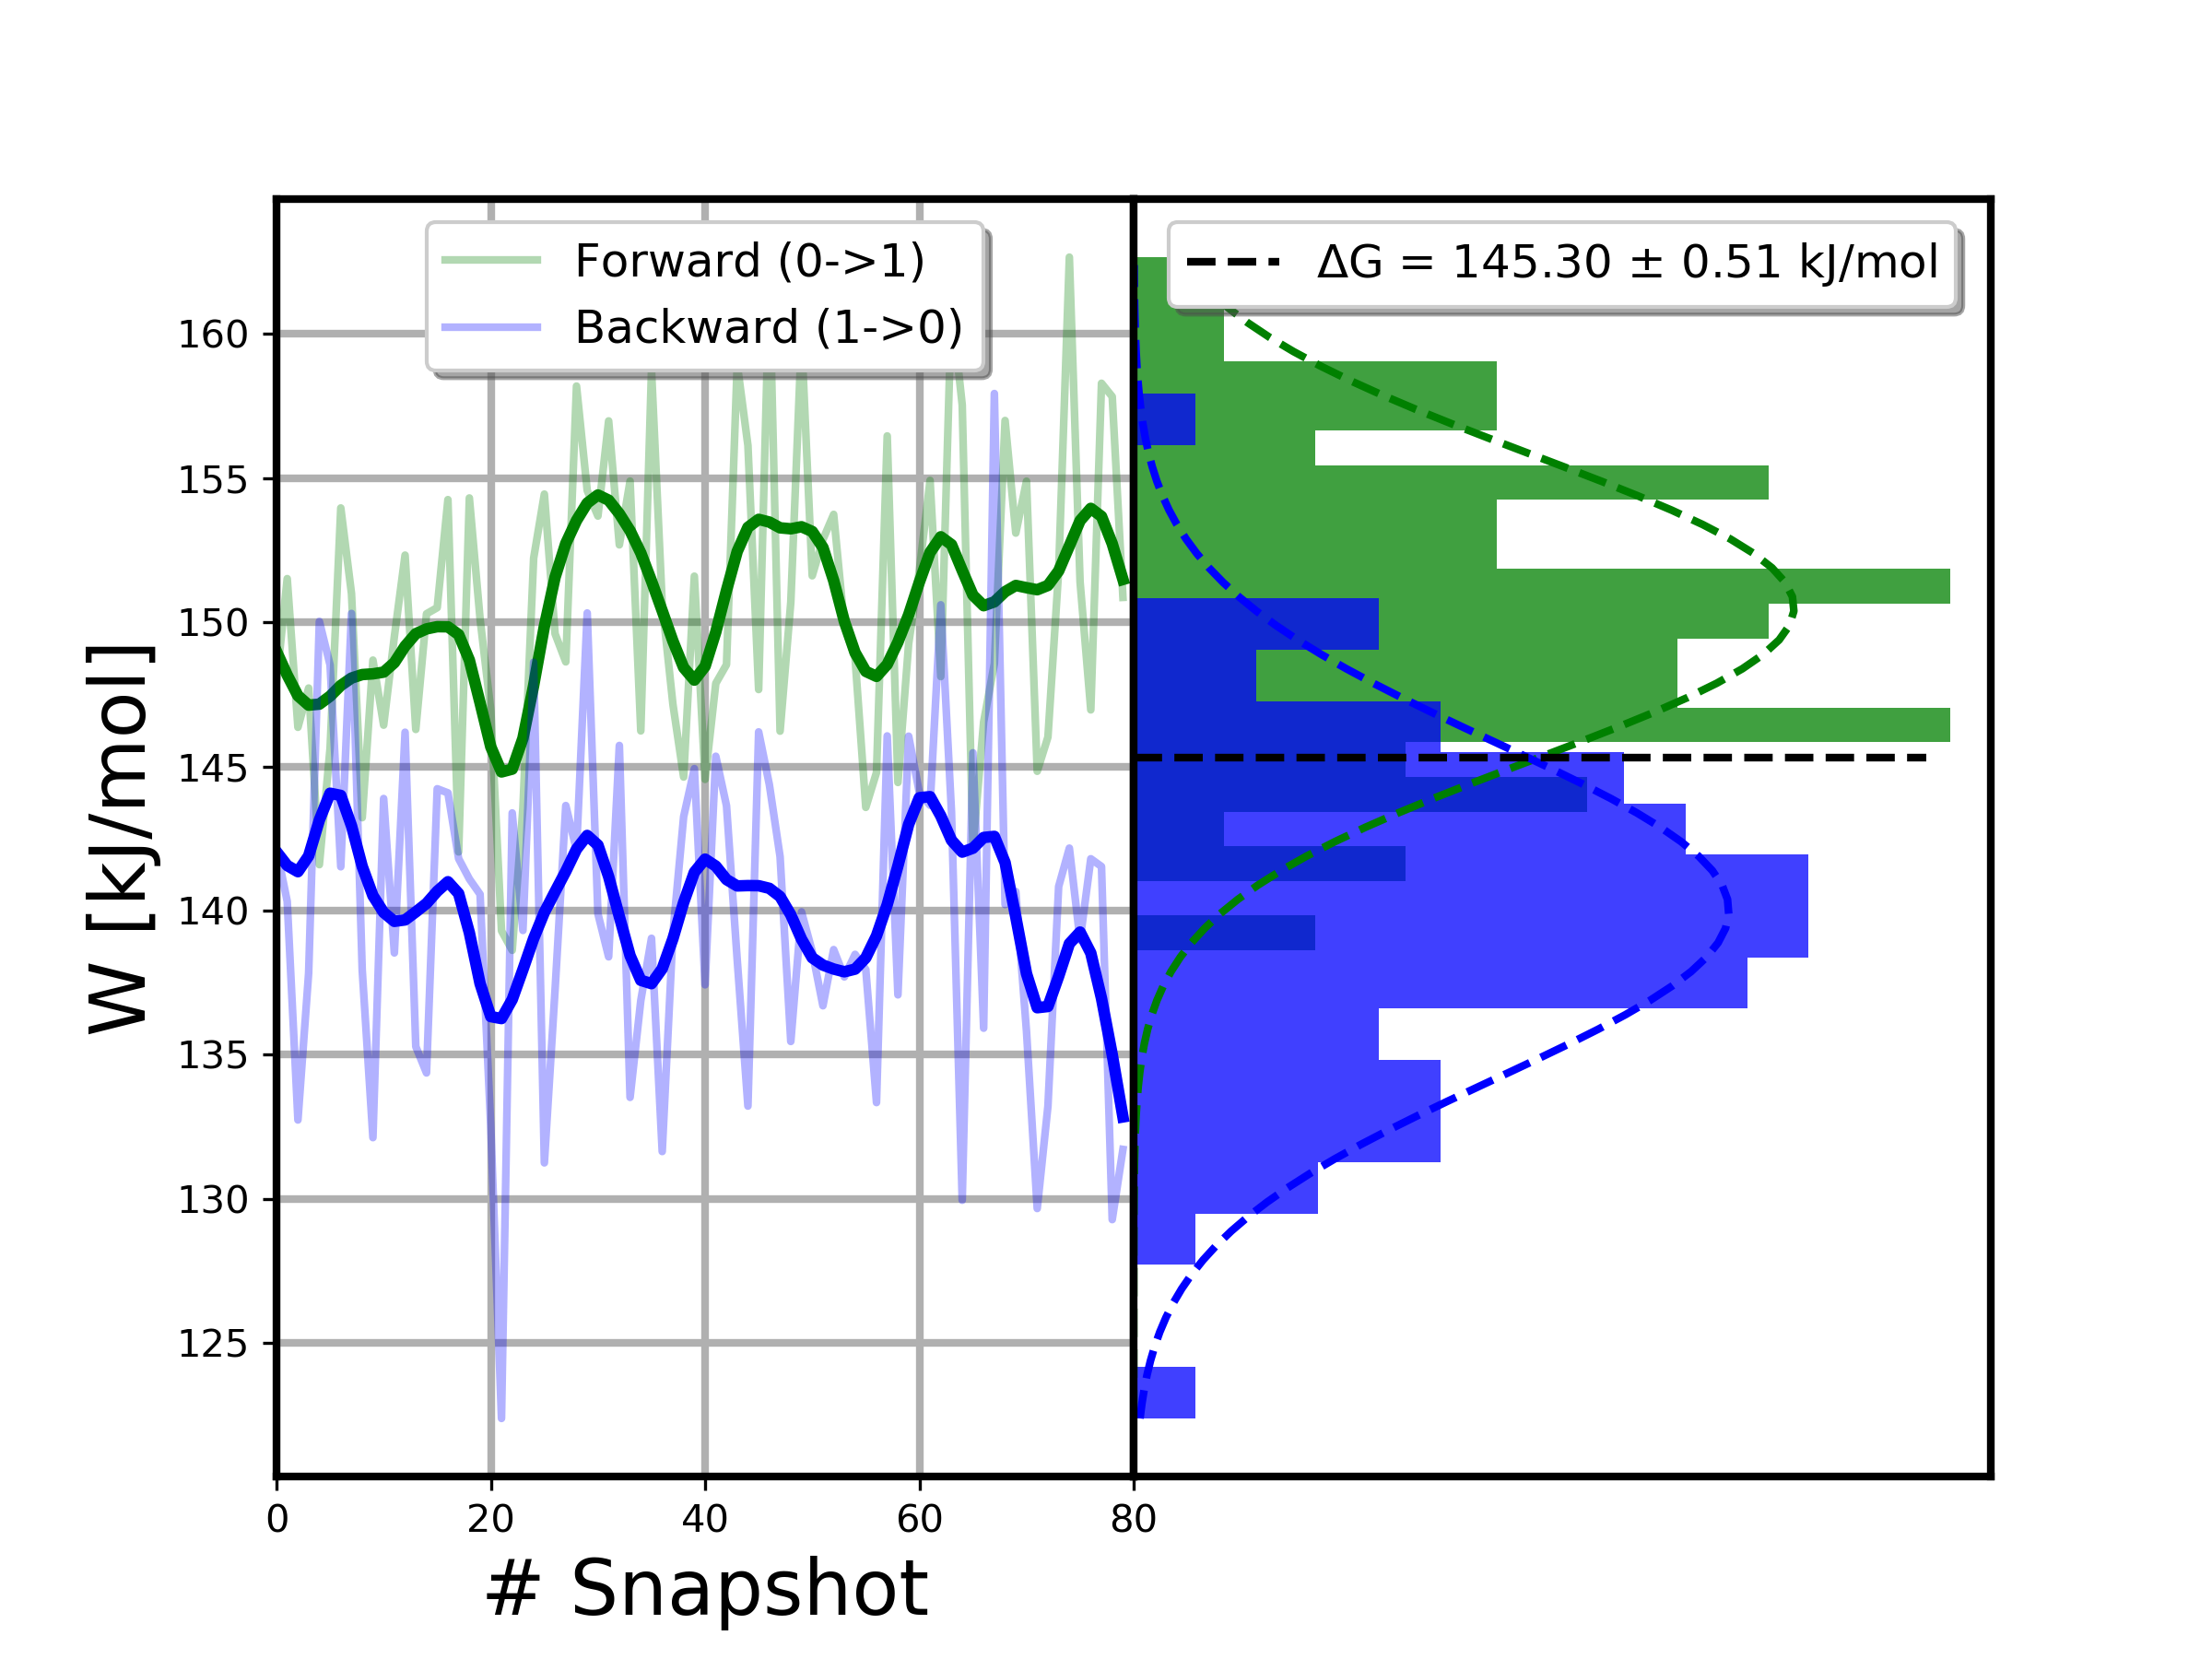 Forward (0->1)
Backward (1->0)
ΔG = 145.30 ± 0.51 kJ/mol
160
155
150
145
140
135
130
125
W [kJ/mol]
0 20 40 60 80
# Snapshot